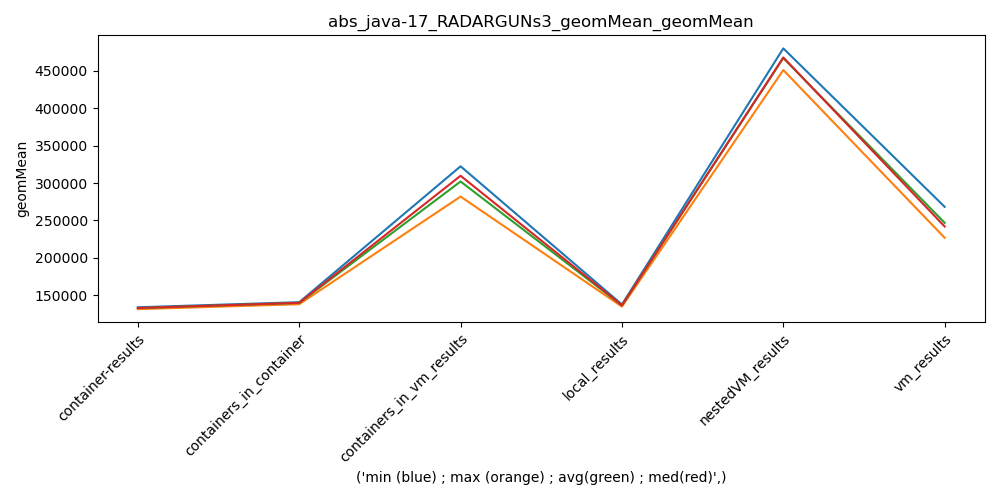 abs_java-17_RADARGUNs3_geomMean_geomMean
geomMean
450000
400000
350000
300000
250000
200000
150000
container-results
containers_in_container
containers_in_vm_results
local_results
nestedVM_results
vm_results
('min (blue) ; max (orange) ; avg(green) ; med(red)',)